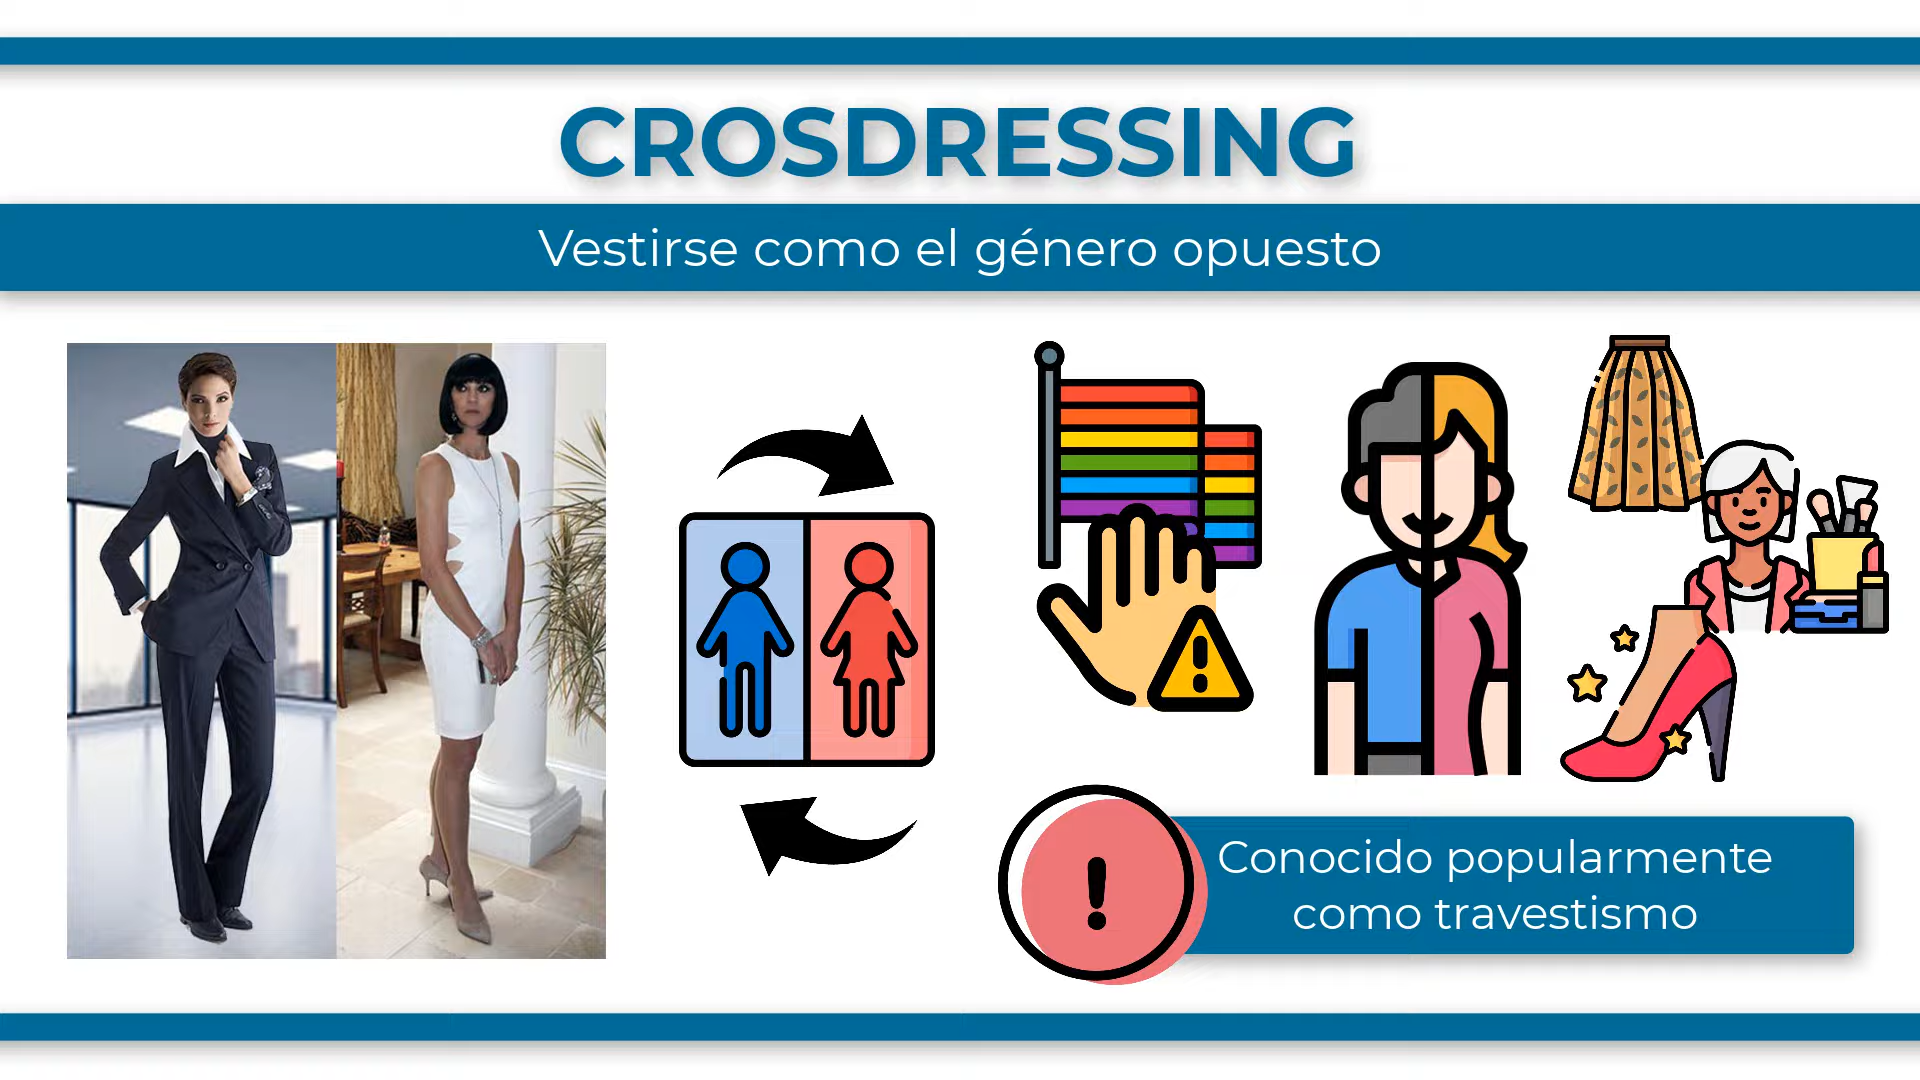 CROSDRESSING
Vestirse como el género opuesto
Conocido popularmente
como travestismo